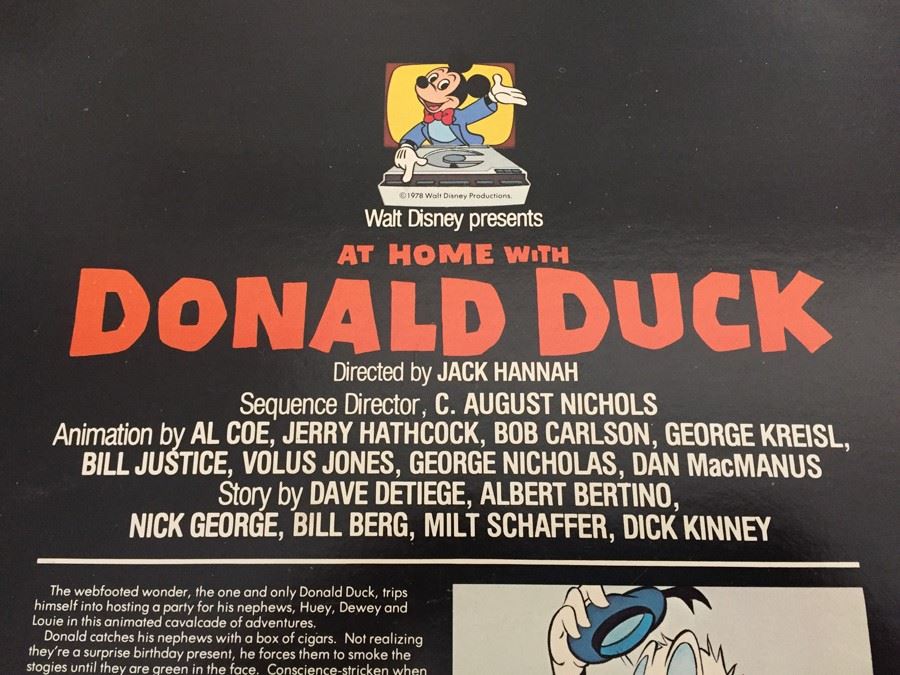 ©1978 Walt Disney Productions.
Walt Disney presents
AT HOME WITH
DONALD DUCK
Directed by JACK HANNAH
Sequence Director, C. AUGUST NICHOLS
Animation by AL COE, JERRY HATHCOCK, BOB CARLSON, GEORGE KREISL,
BILL JUSTICE, VOLUS JONES, GEORGE NICHOLAS, DAN MacMANUS
Story by DAVE DETIEGE, ALBERT BERTINO,
NICK GEORGE, BILL BERG, MILT SCHAFFER, DICK KINNEY
The webfooted wonder, the one and only Donald Duck, trips
himself into hosting a party for his nephews, Huey, Dewey and
Louie in this animated cavalcade of adventures.
Donald catches his nephews with a box of cigars. Not realizing
they're a surprise birthday present, he forces them to smoke the
stogies until they are green in the face. Conscience-stricken when